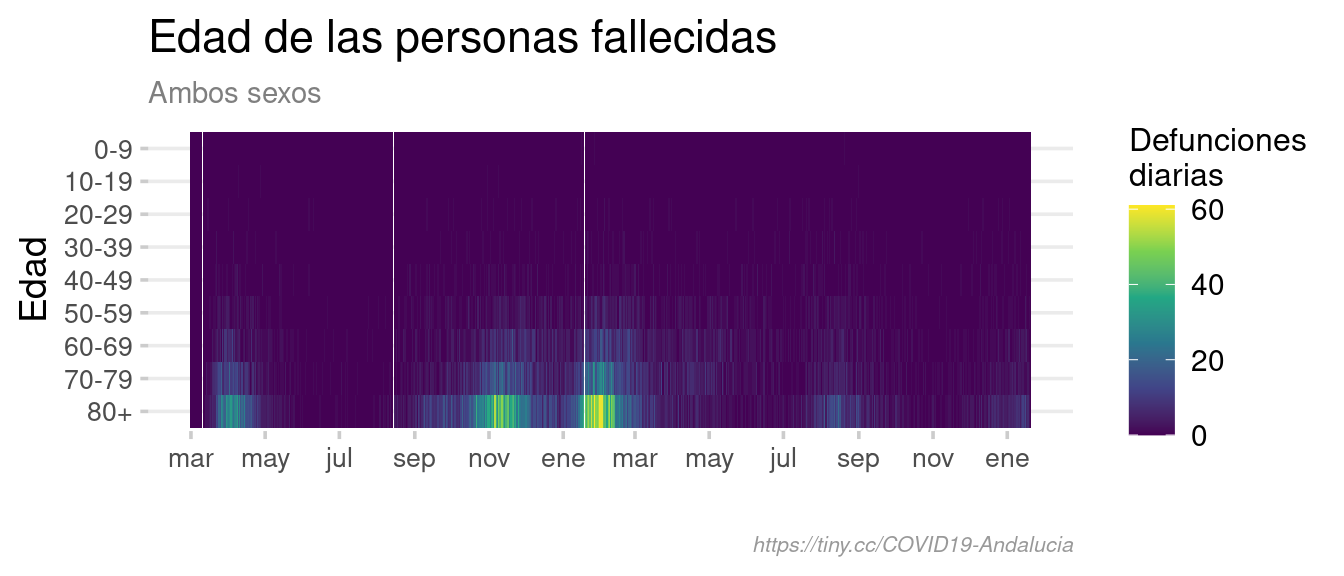 Edad de las personas fallecidas
Ambos sexos
Edad
0-9
10-19
20-29
30-39
40-49
50-59
60-69
70-79
80+
mar may jul sep nov ene mar may jul sep nov ene
Defunciones
diarias
60
40
20
0
https://tiny.cc/COVID19-Andalucia